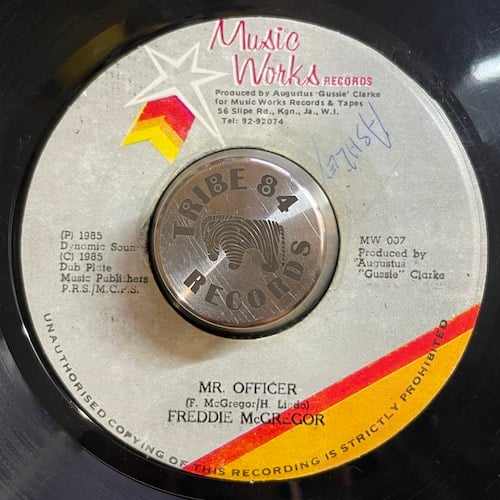 Music
Works RECORDS
Produced by Augustus 'Gussie' Clarke
for Music Works Records & Tapes
56 Slipe Rd., Kgn., Ja., W.I.
Tel: 92-92074
ASHLEY
TRIBE 84
RECORDS
(P) 1985
Dynamic Soun
(C) 1985
Dub Plate
Music Publishers
P.R.S./M.C.P.S.
MW 007
Produced by
Augustus
"Gussie" Clarke
MR. OFFICER
(F. McGregor/H. Lindo)
FREDDIE McGREGOR
UNAUTHORISED COPYING OF THIS RECORDING IS STRICTLY PROHIBITED